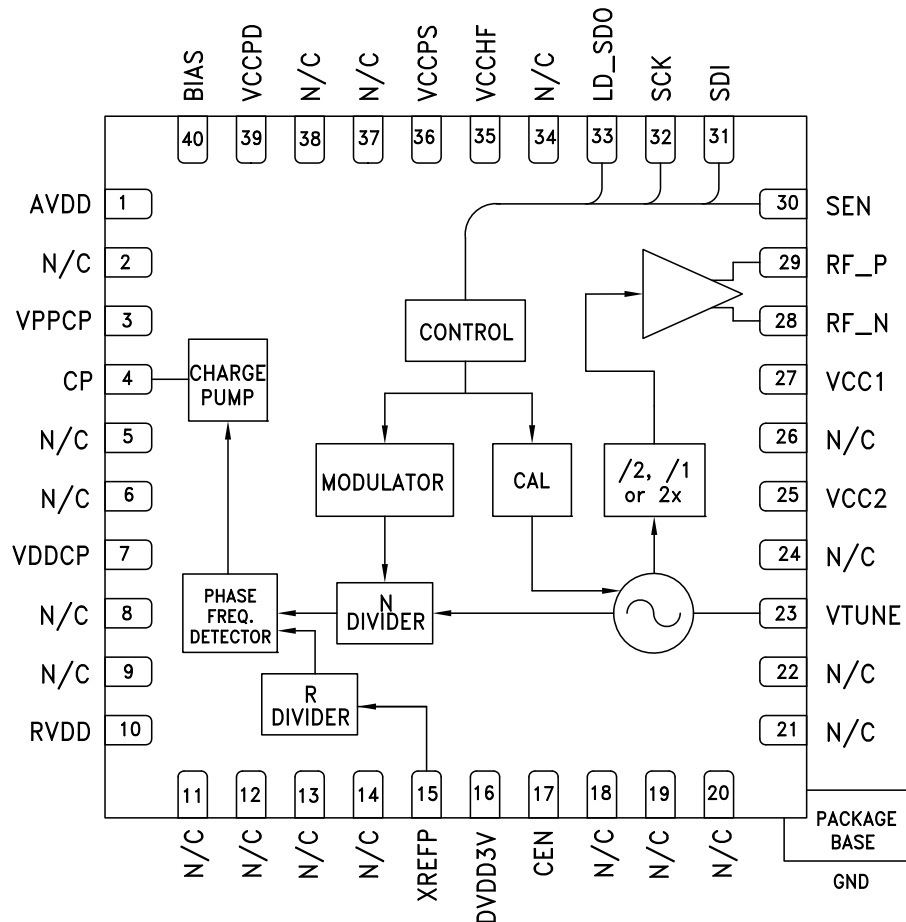 BIAS
VCCPD
N/C
N/C
VCCPS
VCCHF
N/C
LD_SDO
SCK
SDI
40
39
38
37
36
35
34
33
32
31
AVDD
1
30
SEN
N/C
2
29
RF_P
VPPCP
3
28
RF_N
CONTROL
CP
4
CHARGE
PUMP
27
VCC1
N/C
5
26
N/C
MODULATOR
CAL
/2, /1
or 2x
N/C
6
25
VCC2
VDDCP
7
24
N/C
PHASE
FREQ.
DETECTOR
N
DIVIDER
N/C
8
23
VTUNE
N/C
9
22
N/C
R
DIVIDER
RVDD
10
21
N/C
11
12
13
14
15
16
17
18
19
20
N/C
N/C
N/C
N/C
XREFP
DVDD3V
CEN
N/C
N/C
N/C
PACKAGE
BASE
GND